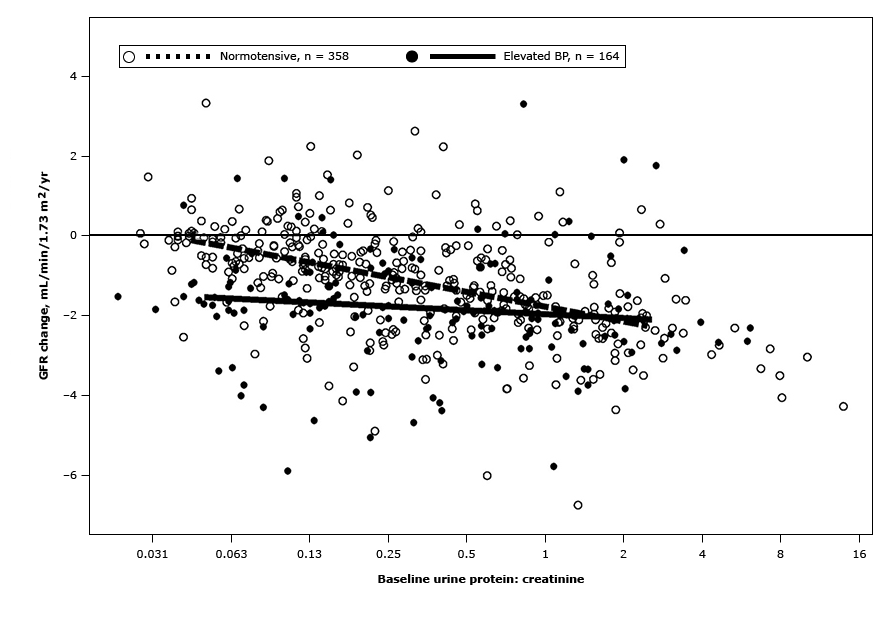 Normotensive, n = 358 Elevated BP, n = 164
4
2
0
–2
–4
–6
GFR change, mL/min/1.73 m²/yr
0.031 0.063 0.13 0.25 0.5 1 2 4 8 16
Baseline urine protein: creatinine